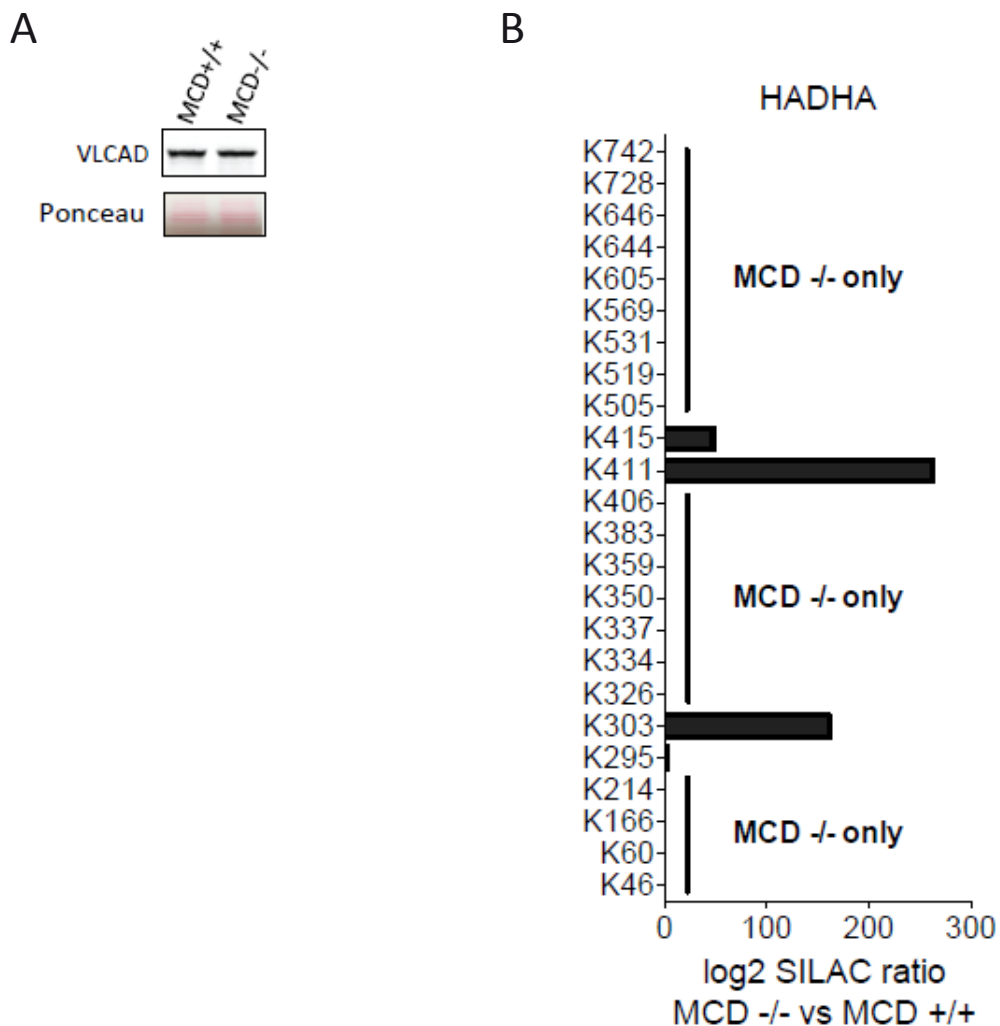 A
MCD+/+
MCD-/-
VLCAD
Ponceau
B
HADHA
K742
K728
K646
K644
K605
K569
K531
K519
K505
K415
K411
K406
K383
K359
K350
K337
K334
K326
K303
K295
K214
K166
K60
K46
MCD -/- only
MCD -/- only
MCD -/- only
0 100 200 300
log2 SILAC ratio
MCD -/- vs MCD +/+